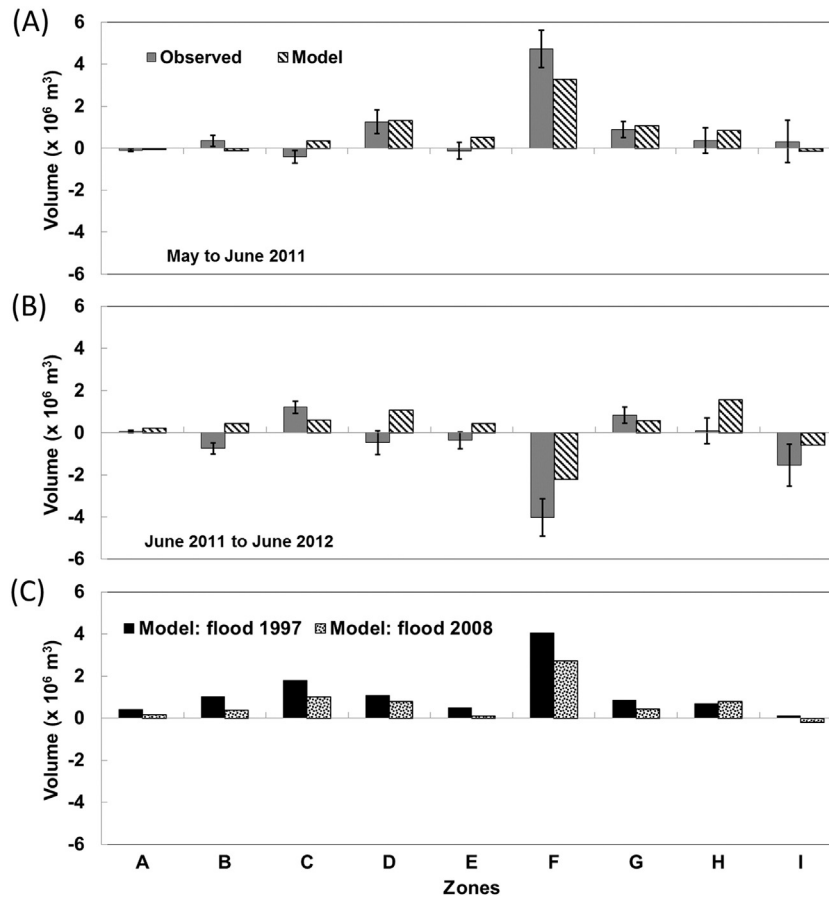 (A)
6
4
2
0
-2
-4
-6
Volume (x 10⁶ m³)
Observed Model
May to June 2011
(B)
6
4
2
0
-2
-4
-6
Volume (x 10⁶ m³)
June 2011 to June 2012
(C)
6
4
2
0
-2
-4
-6
Volume (x 10⁶ m³)
Model: flood 1997 Model: flood 2008
A B C D E F G H I
Zones